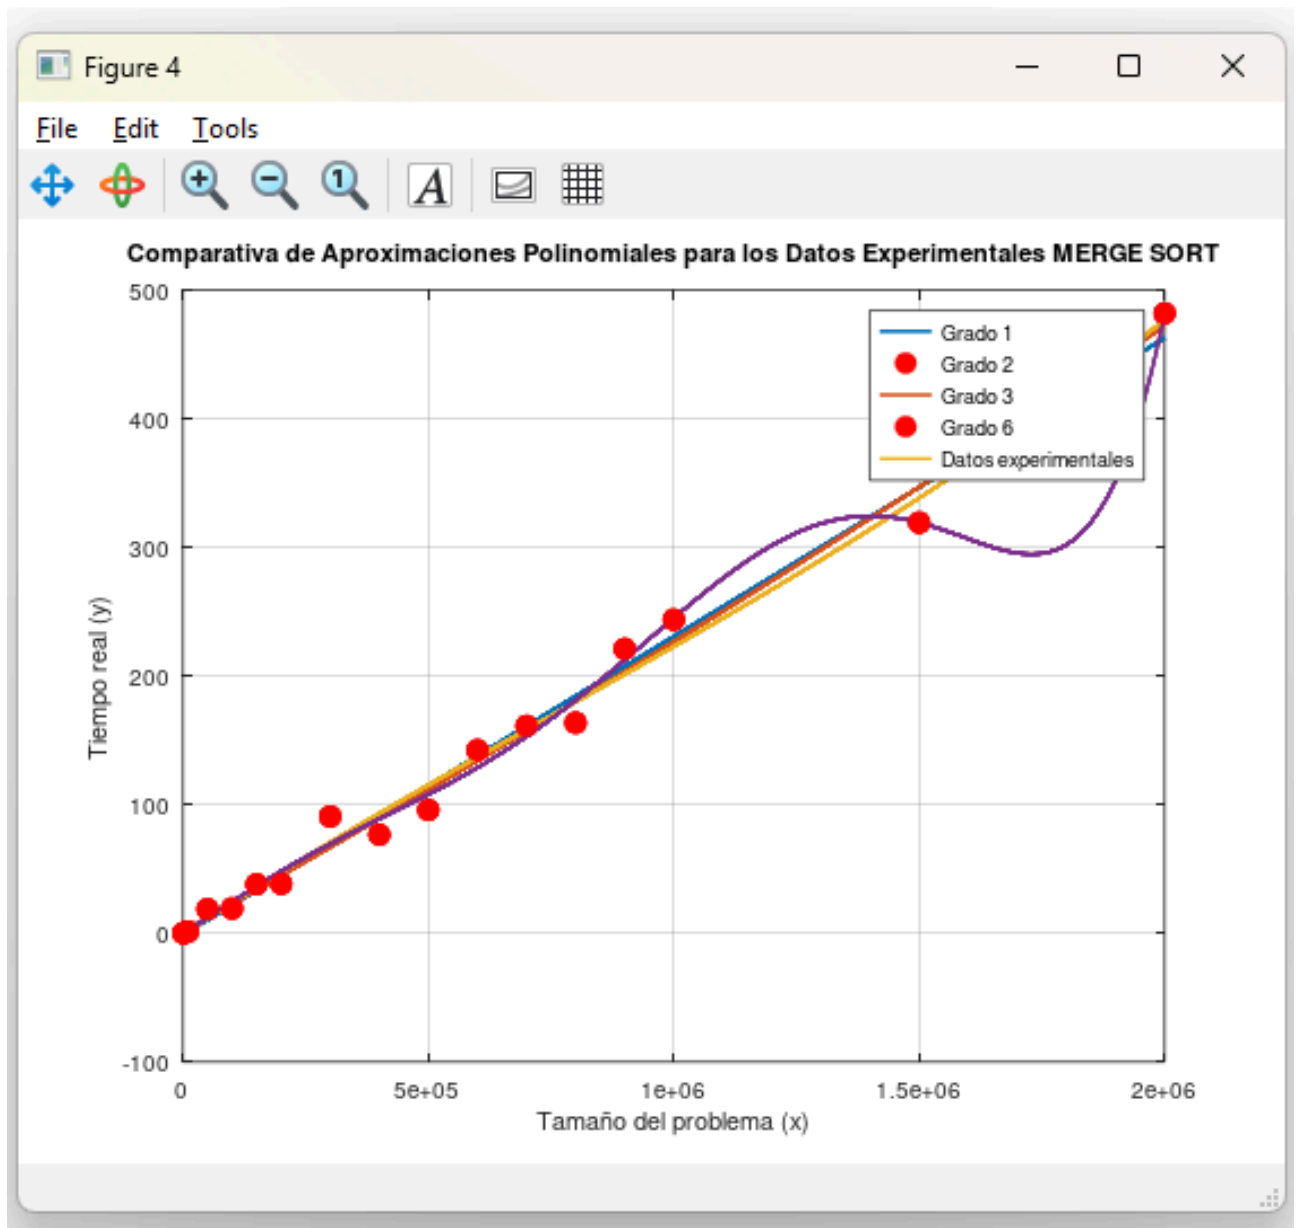 Figure 4
File Edit Tools
1 A
Comparativa de Aproximaciones Polinomiales para los Datos Experimentales MERGE SORT
500
400
300
200
100
0
-100
Tiempo real (y)
Grado 1
Grado 2
Grado 3
Grado 6
Datos experimentales
0 5e+05 1e+06 1.5e+06 2e+06
Tamaño del problema (x)